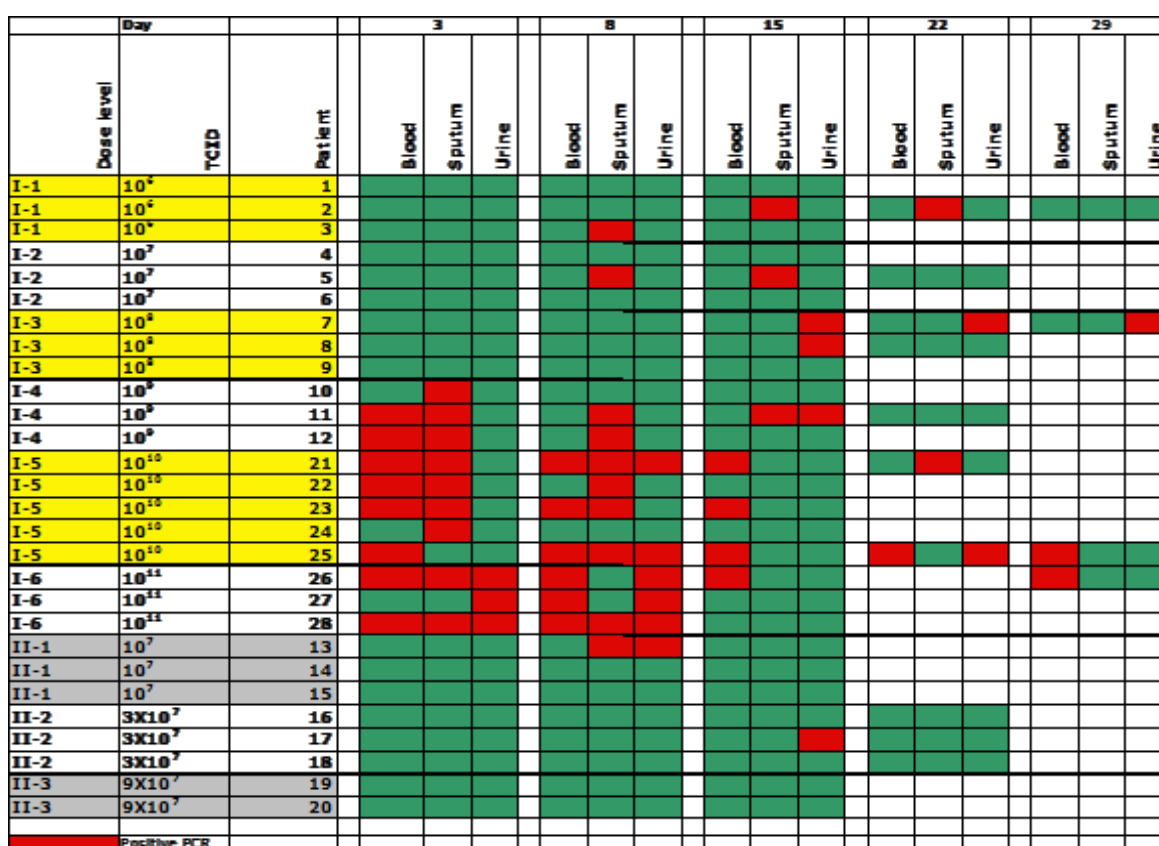 Day 3 8 15 22 29
Dose level TCID Patient Blood Sputum Urine Blood Sputum Urine Blood Sputum Urine Blood Sputum Urine Blood Sputum Urine
I-1 10⁶ 1
I-1 10⁶ 2
I-1 10⁶ 3
I-2 10⁷ 4
I-2 10⁷ 5
I-2 10⁷ 6
I-3 10⁸ 7
I-3 10⁸ 8
I-3 10⁸ 9
I-4 10⁹ 10
I-4 10⁹ 11
I-4 10⁹ 12
I-5 10¹⁰ 21
I-5 10¹⁰ 22
I-5 10¹⁰ 23
I-5 10¹⁰ 24
I-5 10¹⁰ 25
I-6 10¹¹ 26
I-6 10¹¹ 27
I-6 10¹¹ 28
II-1 10⁷ 13
II-1 10⁷ 14
II-1 10⁷ 15
II-2 3X10⁷ 16
II-2 3X10⁷ 17
II-2 3X10⁷ 18
II-3 9X10⁷ 19
II-3 9X10⁷ 20
Positive PCR